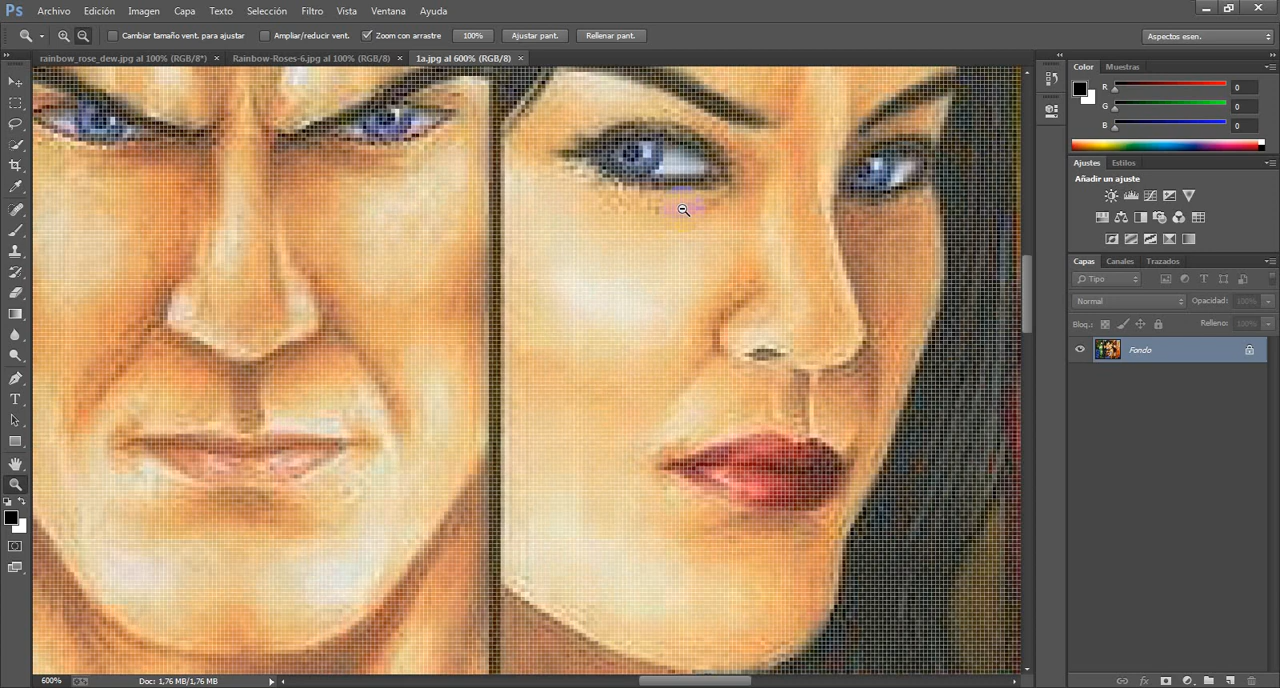 Ps Archivo Edición Imagen Capa Texto Selección Filtro Vista Ventana Ayuda
Cambiar tamaño vent. para ajustar Ampliar/reducir vent. Zoom con arrastre 100% Ajustar pant. Rellenar pant. Aspectos esen.
rainbow_rose_dew.jpg al 100% (RGB/8*) × Rainbow-Roses-6.jpg al 100% (RGB/8) × 1a.jpg al 600% (RGB/8) ×
Color Muestras
R 0
G 0
B 0
Ajustes Estilos
Añadir un ajuste
Capas Canales Trazados
Tipo
Normal Opacidad: 100%
Bloq.: Relleno: 100%
Fondo
600% Doc: 1,76 MB/1,76 MB